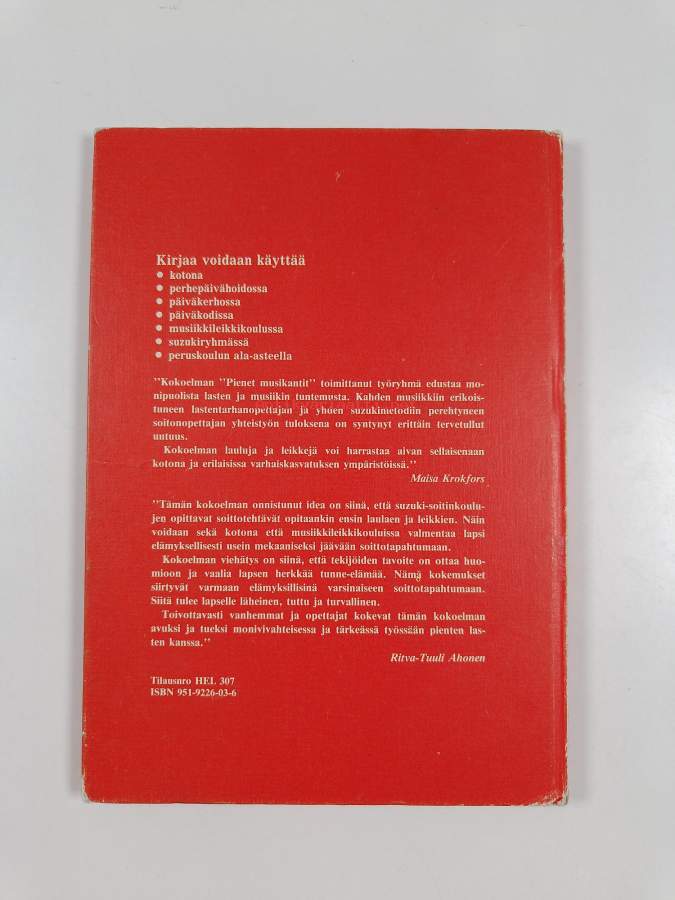 Kirjaa voidaan käyttää
● kotona
● perhepäivähoidossa
● päiväkerhossa
● päiväkodissa
● musiikkileikkikoulussa
● suzukiryhmässä
● peruskoulun ala-asteella
"Kokoelman "Pienet musikantit" toimittanut työryhmä edustaa mo-
nipuolista lasten ja musiikin tuntemusta. Kahden musiikkiin erikois-
tuneen lastentarhanopettajan ja yhden suzukimetodiin perehtyneen
soitonopettajan yhteistyön tuloksena on syntynyt erittäin tervetullut
uutuus.
Kokoelman lauluja ja leikkejä voi harrastaa aivan sellaisenaan
kotona ja erilaisissa varhaiskasvatuksen ympäristöissä."
Maisa Krokfors
"Tämän kokoelman onnistunut idea on siinä, että suzuki-soitinkoulu-
jen opittavat soittotehtävät opitaankin ensin laulaen ja leikkien. Näin
voidaan sekä kotona että musiikkileikkikouluissa valmentaa lapsi
elämyksellisesti usein mekaaniseksi jäävään soittotapahtumaan.
Kokoelman viehätys on siinä, että tekijöiden tavoite on ottaa huo-
mioon ja vaalia lapsen herkkää tunne-elämää. Nämä kokemukset
siirtyvät varmaan elämyksillisinä varsinaiseen soittotapahtumaan.
Siitä tulee lapselle läheinen, tuttu ja turvallinen.
Toivottavasti vanhemmat ja opettajat kokevat tämän kokoelman
avuksi ja tueksi monivivahteisessa ja tärkeässä työssään pienten las-
ten kanssa."
Ritva-Tuuli Ahonen
Tilausnro HEL 307
ISBN 951-9226-03-6